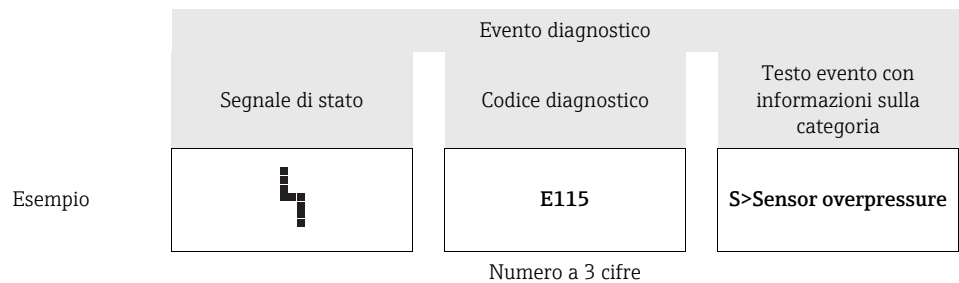 Evento diagnostico
Segnale di stato
Codice diagnostico
Testo evento con
informazioni sulla
categoria
Esempio
E115
S>Sensor overpressure
Numero a 3 cifre